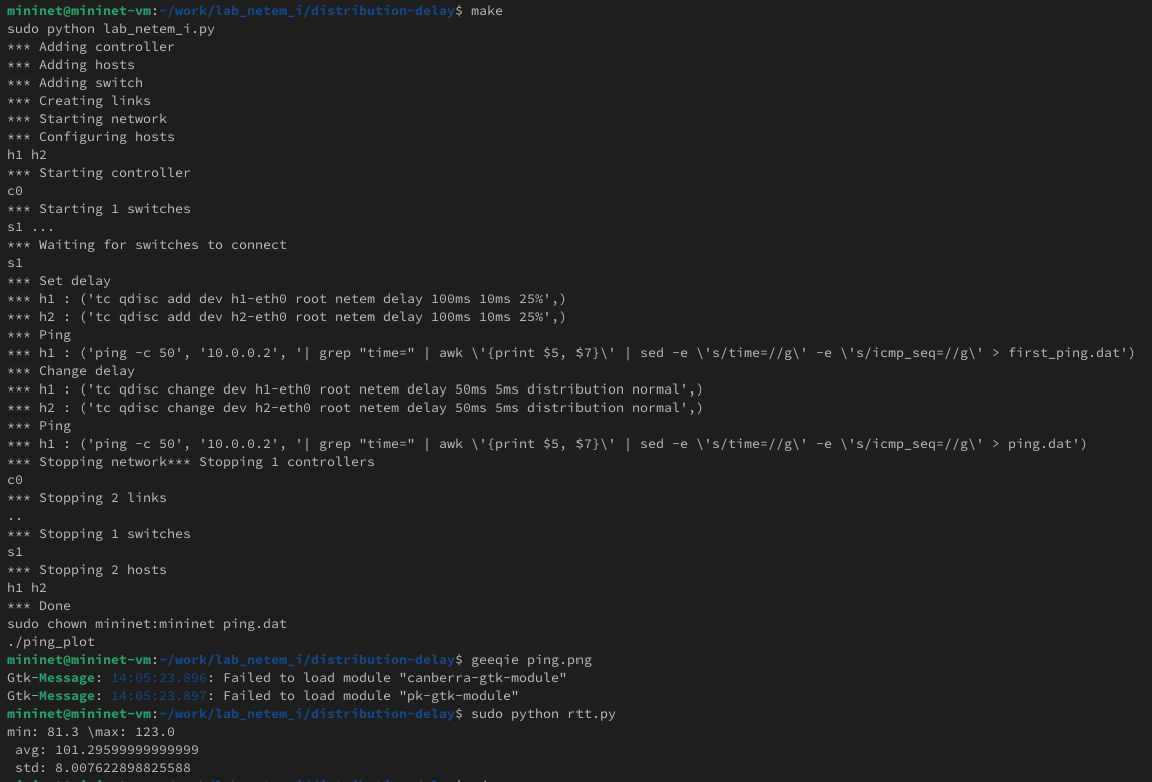 mininet@mininet-vm:~/work/lab_netem_i/distribution-delay$ make
sudo python lab_netem_i.py
*** Adding controller
*** Adding hosts
*** Adding switch
*** Creating links
*** Starting network
*** Configuring hosts
h1 h2
*** Starting controller
c0
*** Starting 1 switches
s1 ...
*** Waiting for switches to connect
s1
*** Set delay
*** h1 : ('tc qdisc add dev h1-eth0 root netem delay 100ms 10ms 25%',)
*** h2 : ('tc qdisc add dev h2-eth0 root netem delay 100ms 10ms 25%',)
*** Ping
*** h1 : ('ping -c 50', '10.0.0.2', '| grep "time=" | awk \'{print $5, $7}\' | sed -e \'s/time=//g\' -e \'s/icmp_seq=//g\' > first_ping.dat')
*** Change delay
*** h1 : ('tc qdisc change dev h1-eth0 root netem delay 50ms 5ms distribution normal',)
*** h2 : ('tc qdisc change dev h2-eth0 root netem delay 50ms 5ms distribution normal',)
*** Ping
*** h1 : ('ping -c 50', '10.0.0.2', '| grep "time=" | awk \'{print $5, $7}\' | sed -e \'s/time=//g\' -e \'s/icmp_seq=//g\' > ping.dat')
*** Stopping network*** Stopping 1 controllers
c0
*** Stopping 2 links
..
*** Stopping 1 switches
s1
*** Stopping 2 hosts
h1 h2
*** Done
sudo chown mininet:mininet ping.dat
./ping_plot
mininet@mininet-vm:~/work/lab_netem_i/distribution-delay$ geeqie ping.png
Gtk-Message: 14:05:23.896: Failed to load module "canberra-gtk-module"
Gtk-Message: 14:05:23.897: Failed to load module "pk-gtk-module"
mininet@mininet-vm:~/work/lab_netem_i/distribution-delay$ sudo python rtt.py
min: 81.3 \max: 123.0
 avg: 101.29599999999999
 std: 8.007622898825588